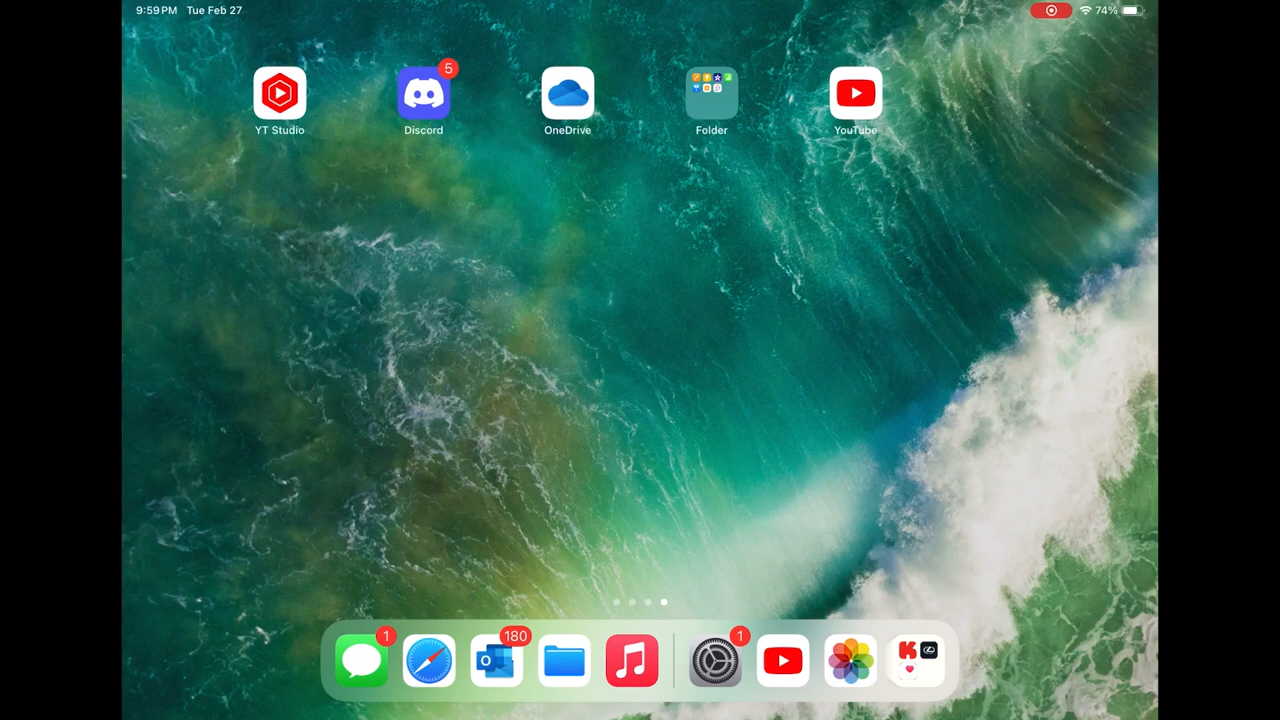 9:59 PM Tue Feb 27
74%
5
YT Studio
Discord
OneDrive
Folder
YouTube
1
180
1